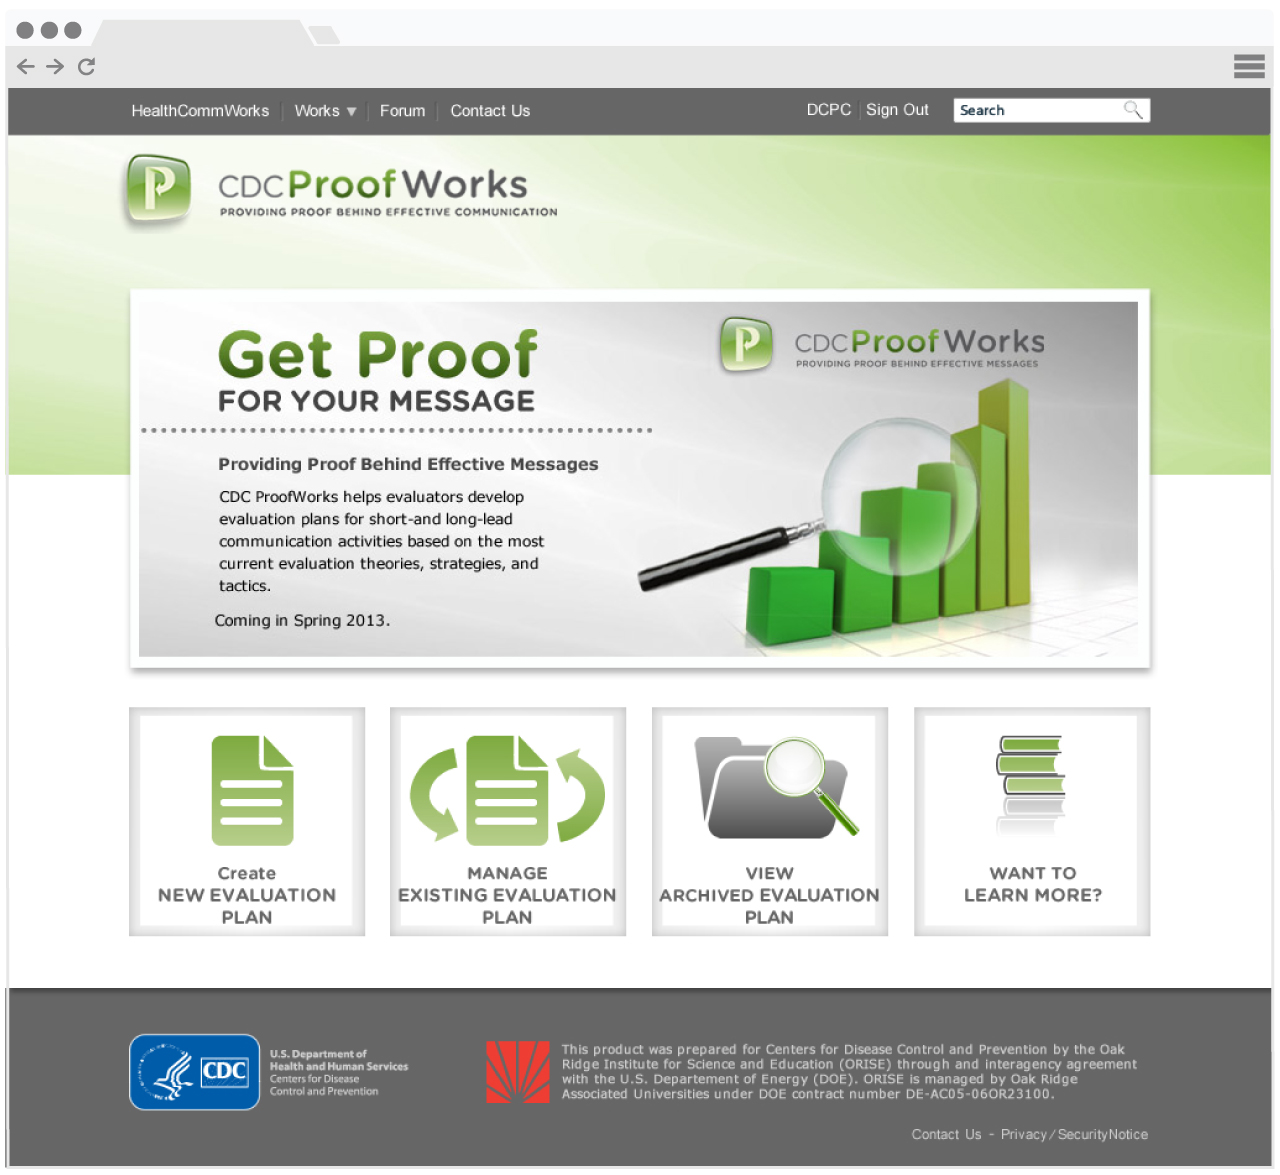 HealthCommWorks Works Forum Contact Us DCPC Sign Out Search
P
CDC ProofWorks
PROVIDING PROOF BEHIND EFFECTIVE COMMUNICATION
Get Proof
FOR YOUR MESSAGE
P
CDC ProofWorks
PROVIDING PROOF BEHIND EFFECTIVE MESSAGES
Providing Proof Behind Effective Messages
CDC ProofWorks helps evaluators develop
evaluation plans for short-and long-lead
communication activities based on the most
current evaluation theories, strategies, and
tactics.
Coming in Spring 2013.
Create
NEW EVALUATION
PLAN
MANAGE
EXISTING EVALUATION
PLAN
VIEW
ARCHIVED EVALUATION
PLAN
WANT TO
LEARN MORE?
CDC
U.S. Department of
Health and Human Services
Centers for Disease
Control and Prevention
This product was prepared for Centers for Disease Control and Prevention by the Oak
Ridge Institute for Science and Education (ORISE) through and interagency agreement
with the U.S. Departement of Energy (DOE). ORISE is managed by Oak Ridge
Associated Universities under DOE contract number DE-AC05-06OR23100.
Contact Us - Privacy/SecurityNotice